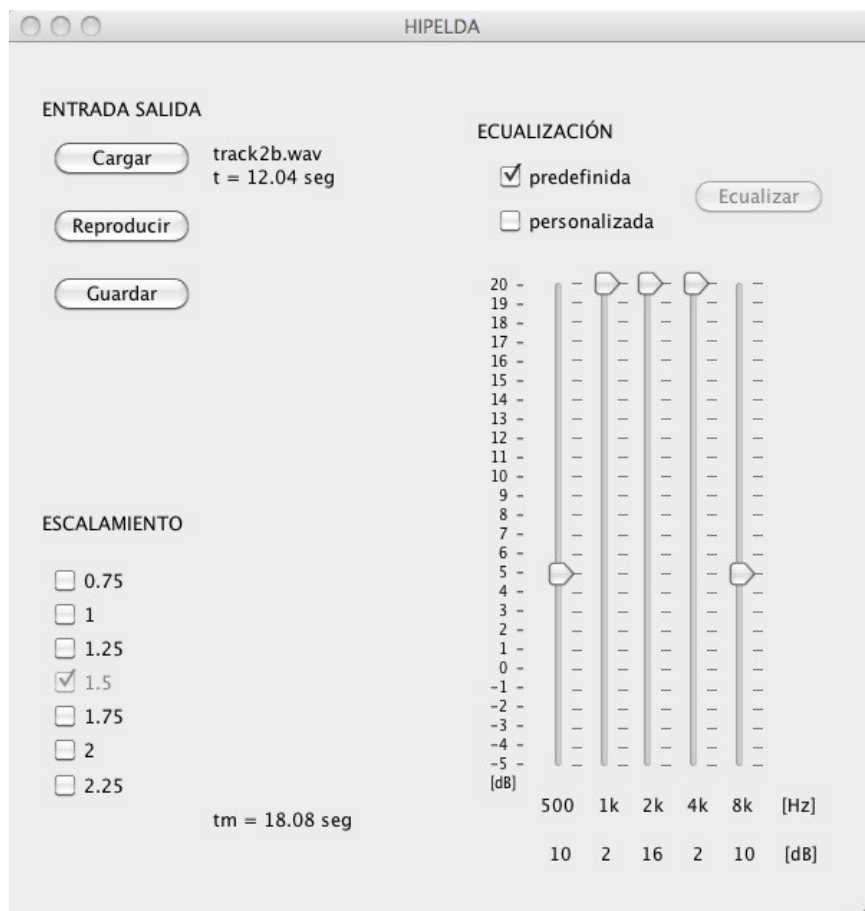 HIPELDA
ENTRADA SALIDA
Cargar
track2b.wav
t = 12.04 seg
Reproducir
Guardar
ESCALAMIENTO
0.75
1
1.25
1.5
1.75
2
2.25
tm = 18.08 seg
ECUALIZACIÓN
predefinida
personalizada
Ecualizar
20
19
18
17
16
15
14
13
12
11
10
9
8
7
6
5
4
3
2
1
0
-1
-2
-3
-4
-5
[dB]
500 1k 2k 4k 8k [Hz]
10 2 16 2 10 [dB]